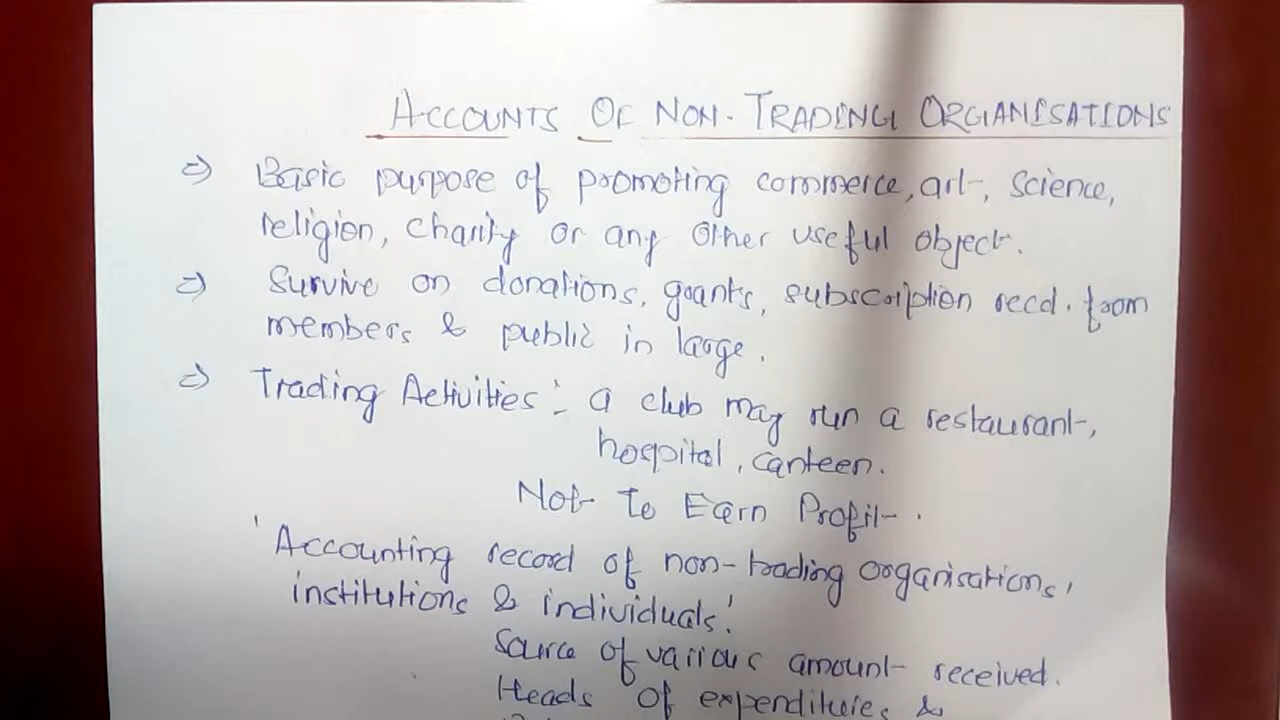 ACCOUNTS OF NON-TRADING ORGANISATIONS
⇒ Basic purpose of promoting commerce, art, science,
religion, charity or any other useful object.
⇒ Survive on donations, grants, subscription recd. from
members & public in large.
⇒ Trading Activities :- a club may run a restaurant,
hospital, canteen.
Not to Earn Profit.
'Accounting record of non-trading organisations,
institutions & individuals'.
Source of various amount received.
Heads of expenditures &